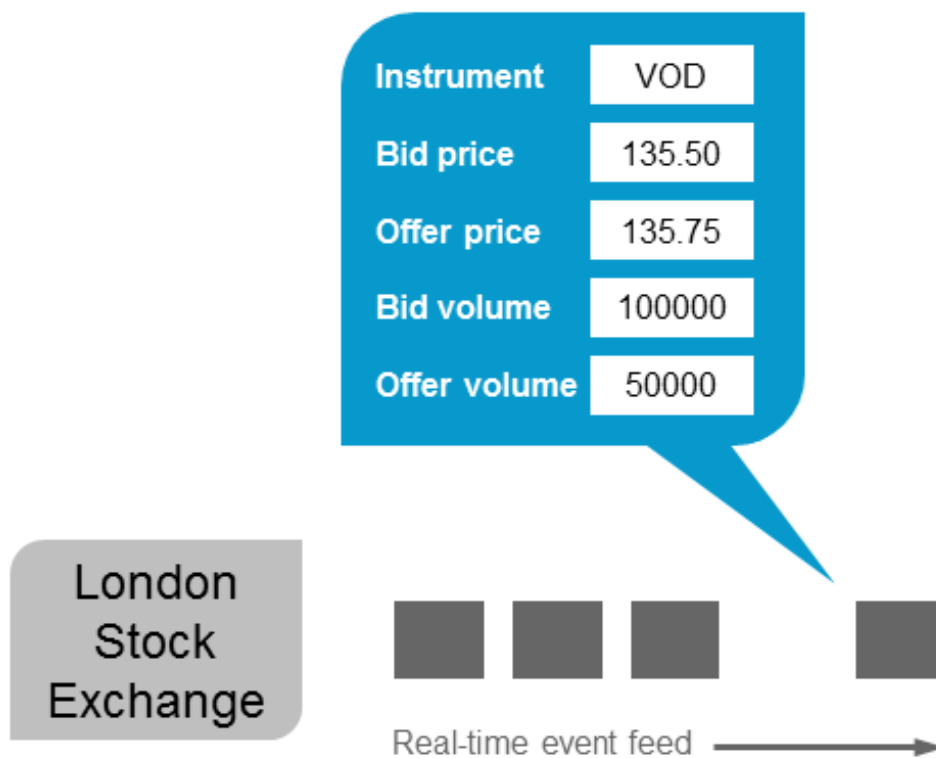 Instrument VOD
Bid price 135.50
Offer price 135.75
Bid volume 100000
Offer volume 50000
London
Stock
Exchange
Real-time event feed